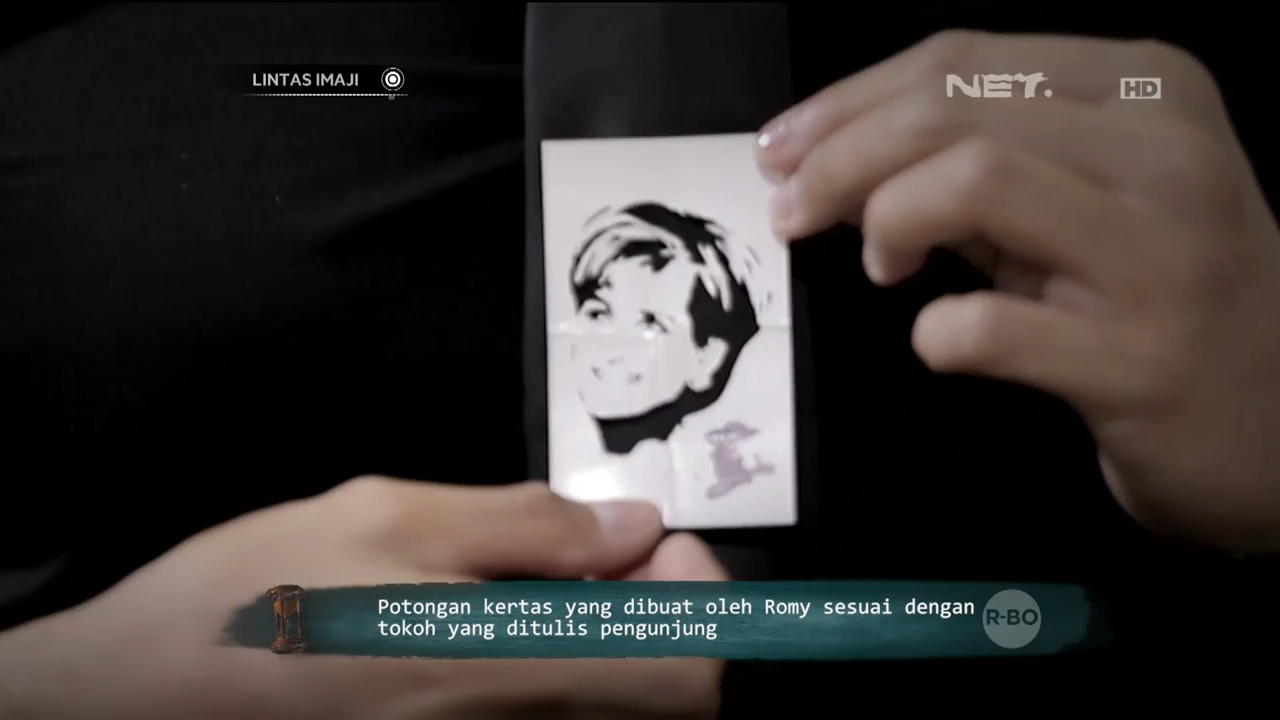 LINTAS IMAJI
NET.
HD
Potongan kertas yang dibuat oleh Romy sesuai dengan
tokoh yang ditulis pengunjung
R-BO